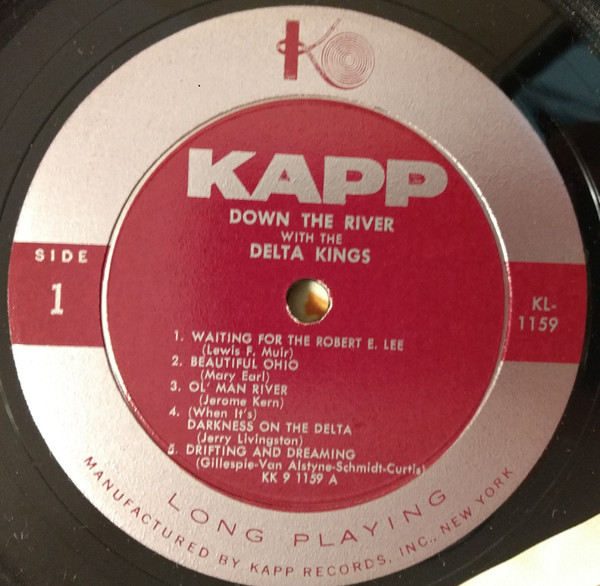 KAPP
DOWN THE RIVER
WITH THE
DELTA KINGS
SIDE
1
KL-
1159
1. WAITING FOR THE ROBERT E. LEE
(Lewis F. Muir)
2. BEAUTIFUL OHIO
(Mary Earl)
3. OL' MAN RIVER
(Jerome Kern)
4. (When It's)
DARKNESS ON THE DELTA
(Jerry Livingston)
5. DRIFTING AND DREAMING
(Gillespie-Van Alstyne-Schmidt-Curtis)
KK 9 1159 A
LONG PLAYING
MANUFACTURED BY KAPP RECORDS, INC., NEW YORK